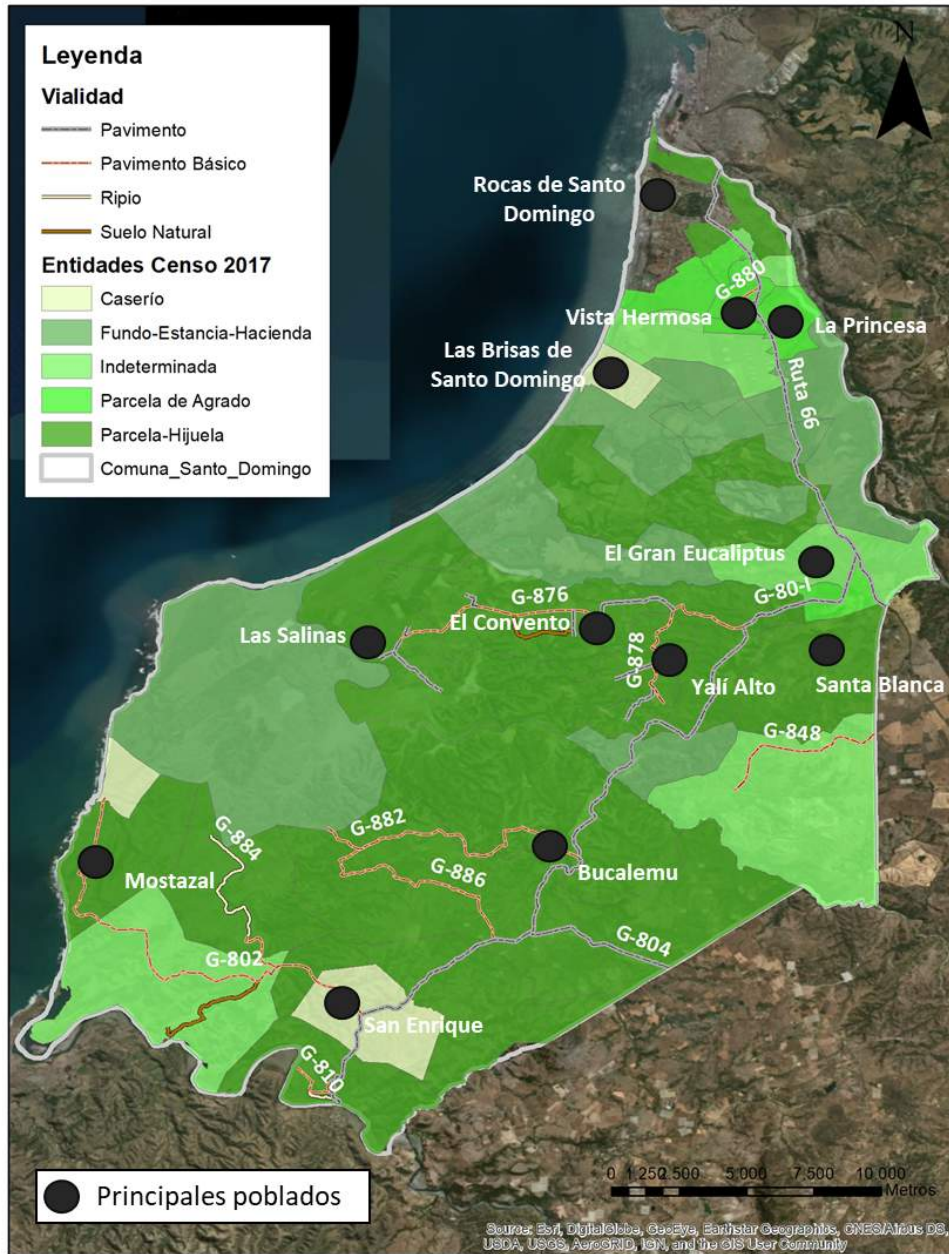 Leyenda
Vialidad
Pavimento
Pavimento Básico
Ripio
Suelo Natural
Entidades Censo 2017
Caserío
Fundo-Estancia-Hacienda
Indeterminada
Parcela de Agrado
Parcela-Hijuela
Comuna_Santo_Domingo
N
Rocas de Santo
Domingo
G-880
Vista Hermosa
La Princesa
Las Brisas de
Santo Domingo
Ruta 66
El Gran Eucaliptus
G-876
G-80-I
El Convento
Las Salinas
G-878
Yalí Alto
Santa Blanca
G-848
G-882
G-884
G-886
Bucalemu
Mostazal
G-804
G-802
San Enrique
G-810
Principales poblados
0 1.250 2.500 5.000 7.500 10.000
Metros
Source: Esri, DigitalGlobe, GeoEye, Earthstar Geographics, CNES/Airbus DS,
USDA, USGS, AeroGRID, IGN, and the GIS User Community